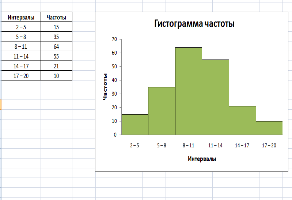 Интервалы Частоты
2 – 5 15
5 – 8 35
8 – 11 64
11 – 14 55
14 – 17 21
17 – 20 10
Гистограмма частоты
Частоты
70
60
50
40
30
20
10
0
2 – 5 5 – 8 8 – 11 11 – 14 14 – 17 17 – 20
Интервалы